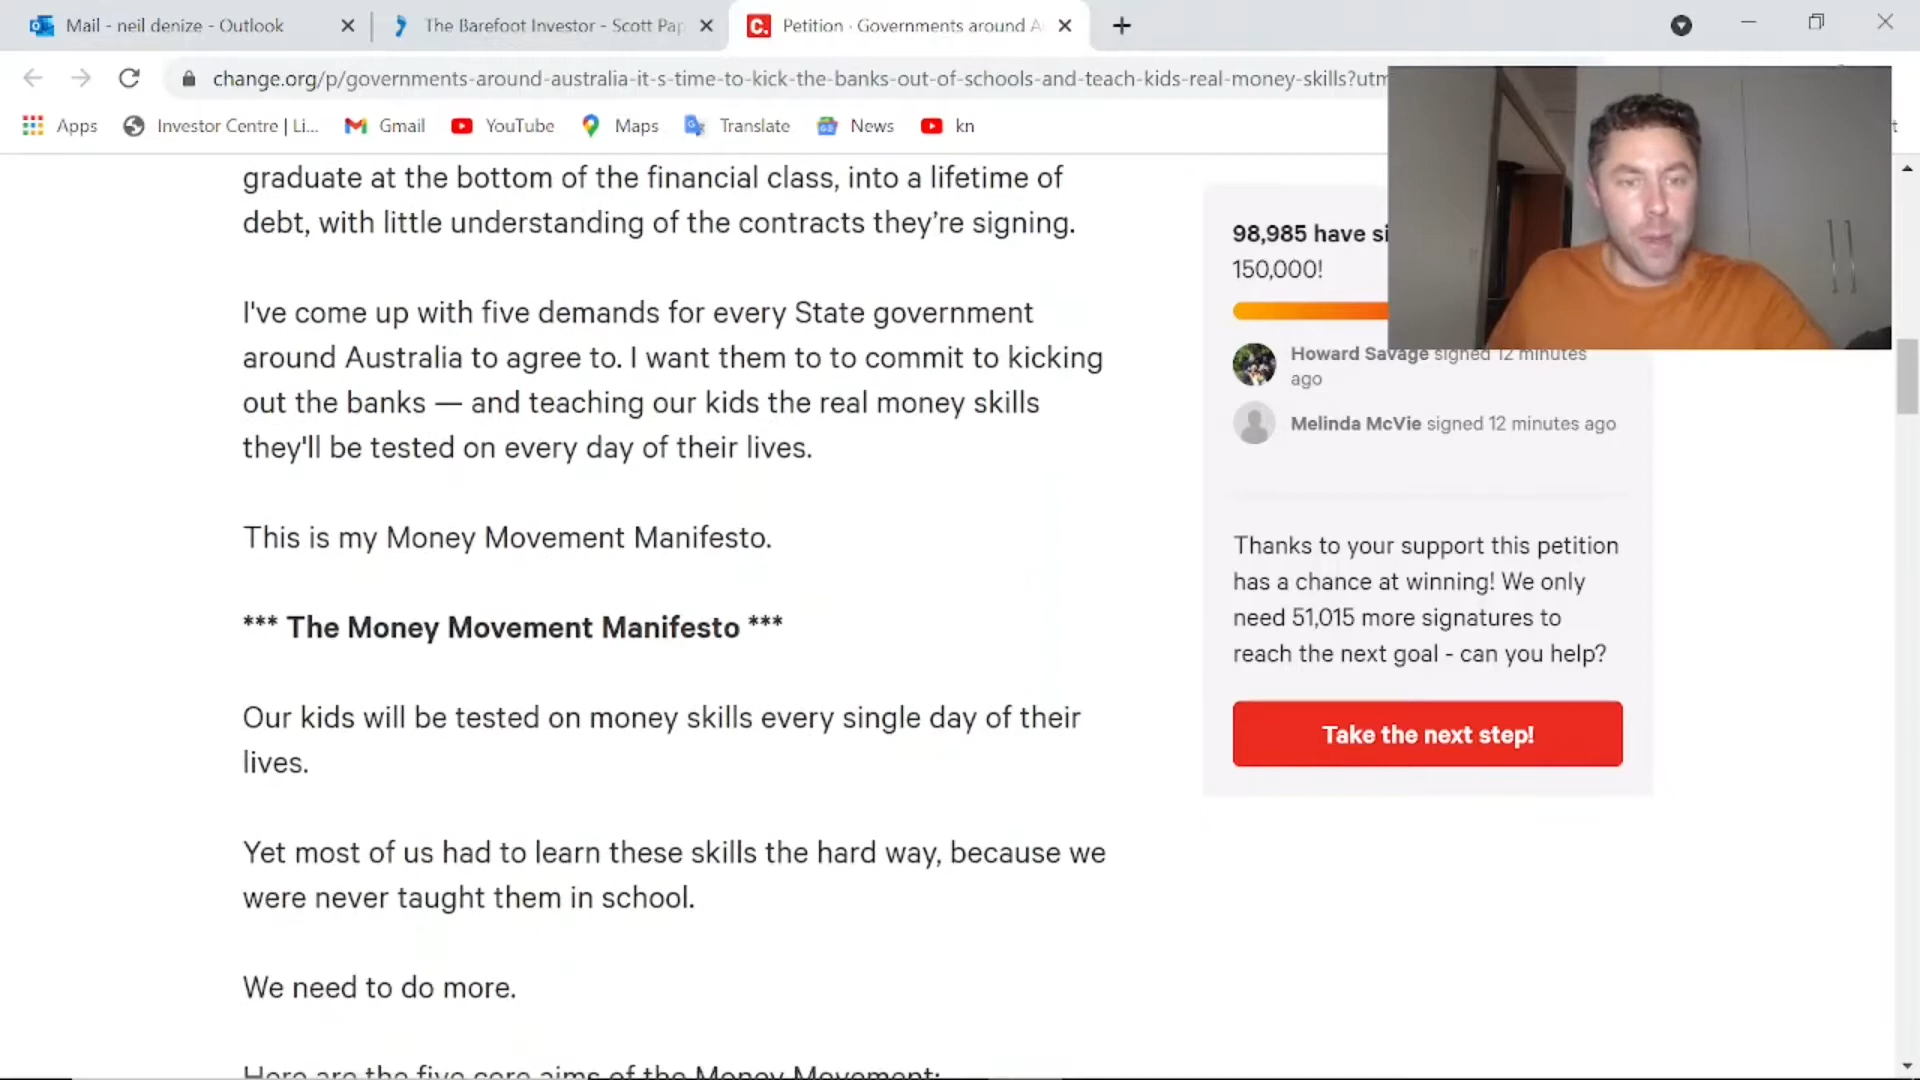 Mail - neil denize - Outlook
The Barefoot Investor - Scott Pap
Petition · Governments around A
change.org/p/governments-around-australia-it-s-time-to-kick-the-banks-out-of-schools-and-teach-kids-real-money-skills?utm
Apps
Investor Centre | Li...
Gmail
YouTube
Maps
Translate
News
kn
graduate at the bottom of the financial class, into a lifetime of
debt, with little understanding of the contracts they’re signing.
I've come up with five demands for every State government
around Australia to agree to. I want them to to commit to kicking
out the banks — and teaching our kids the real money skills
they'll be tested on every day of their lives.
This is my Money Movement Manifesto.
*** The Money Movement Manifesto ***
Our kids will be tested on money skills every single day of their
lives.
Yet most of us had to learn these skills the hard way, because we
were never taught them in school.
We need to do more.
Here are the five core aims of the Money Movement:
98,985 have si
150,000!
Howard Savage signed 12 minutes
ago
Melinda McVie signed 12 minutes ago
Thanks to your support this petition
has a chance at winning! We only
need 51,015 more signatures to
reach the next goal - can you help?
Take the next step!